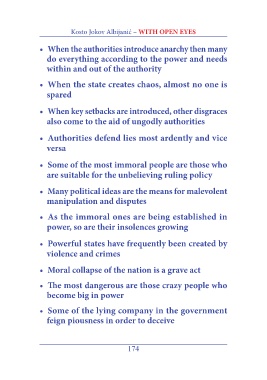 Kosto Jokov Albijanić – WITH OPEN EYES
• When the authorities introduce anarchy then many
do everything according to the power and needs
within and out of the authority
• When the state creates chaos, almost no one is
spared
• When key setbacks are introduced, other disgraces
also come to the aid of ungodly authorities
• Authorities defend lies most ardently and vice
versa
• Some of the most immoral people are those who
are suitable for the unbelieving ruling policy
• Many political ideas are the means for malevolent
manipulation and disputes
• As the immoral ones are being established in
power, so are their insolences growing
• Powerful states have frequently been created by
violence and crimes
• Moral collapse of the nation is a grave act
• The most dangerous are those crazy people who
become big in power
• Some of the lying company in the government
feign piousness in order to deceive
174